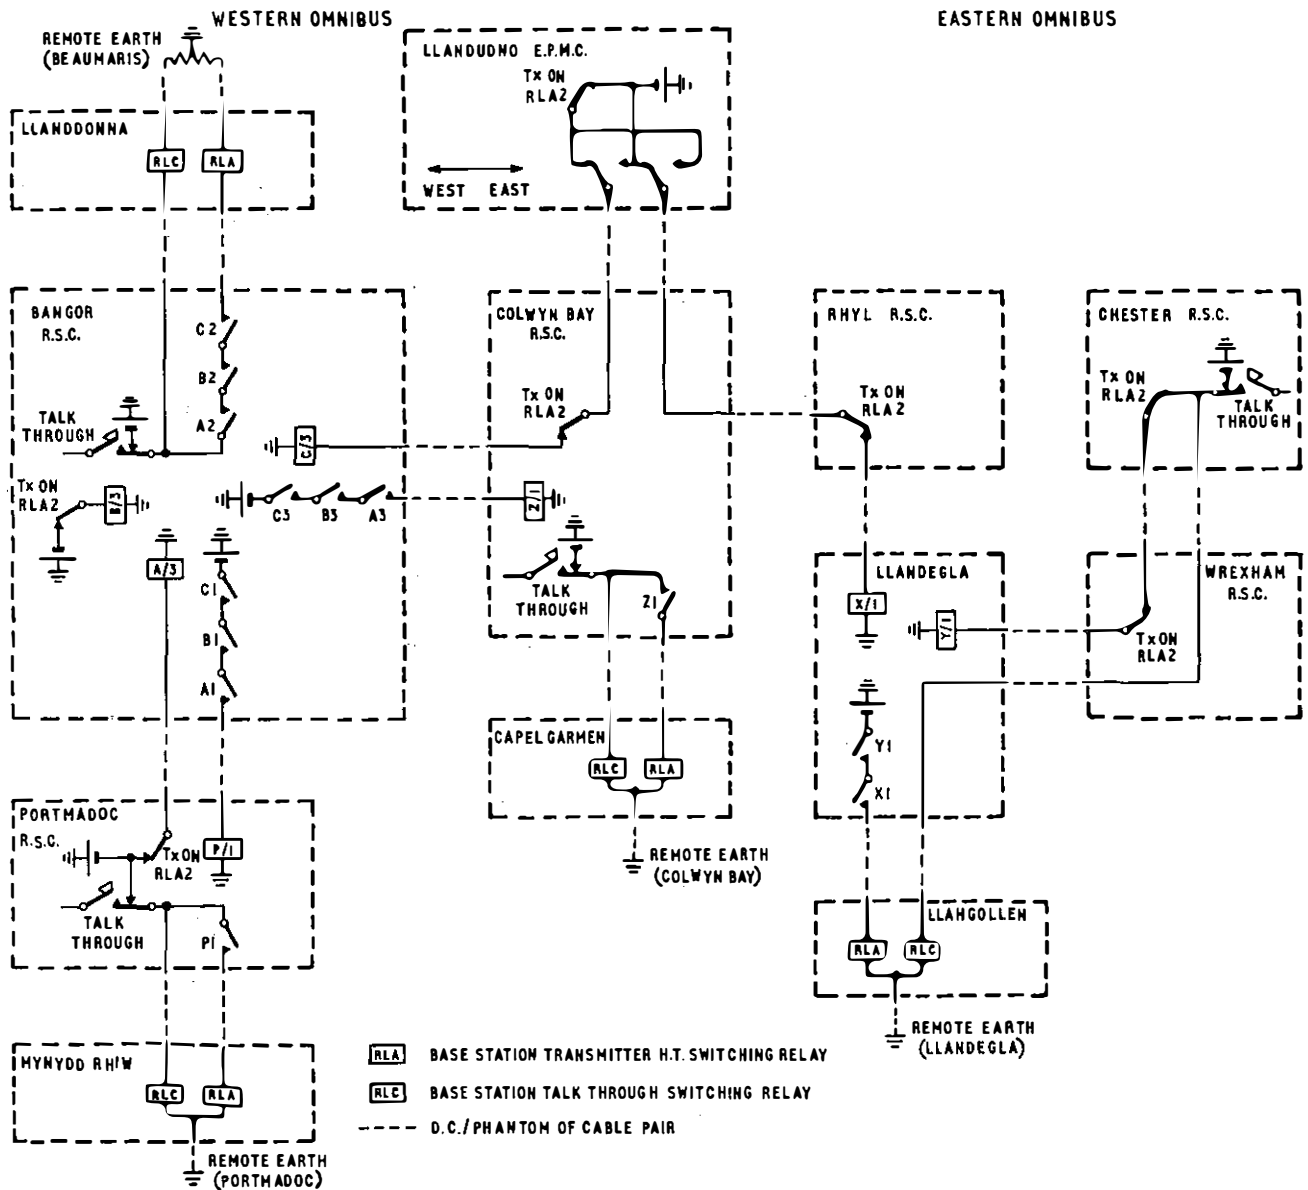 WESTERN OMNIBUS
EASTERN OMNIBUS
REMOTE EARTH
(BEAUMARIS)
LLANDUDNO E.P.M.C.
Tx ON
RLA2
WEST EAST
LLANDDONNA
RLC
RLA
BANGOR
R.S.C.
C2
B2
A2
TALK
THROUGH
Tx ON
RLA2
B/3
C/3
C3
B3
A3
A/3
C1
B1
A1
COLWYN BAY
R.S.C.
Tx ON
RLA2
Z/1
TALK
THROUGH
Z1
RHYL R.S.C.
Tx ON
RLA2
CHESTER R.S.C.
Tx ON
RLA2
TALK
THROUGH
LLANDEGLA
X/1
Y/1
Y1
X1
WREXHAM
R.S.C.
Tx ON
RLA2
CAPEL GARMEN
RLC
RLA
REMOTE EARTH
(COLWYN BAY)
PORTMADOC
R.S.C.
Tx ON
RLA2
P/1
TALK
THROUGH
P1
LLAHGOLLEN
RLA
RLC
REMOTE EARTH
(LLANDEGLA)
MYNYDD RHIW
RLC
RLA
REMOTE EARTH
(PORTMADOC)
RLA BASE STATION TRANSMITTER H.T. SWITCHING RELAY
RLC BASE STATION TALK THROUGH SWITCHING RELAY
D.C./PHANTOM OF CABLE PAIR